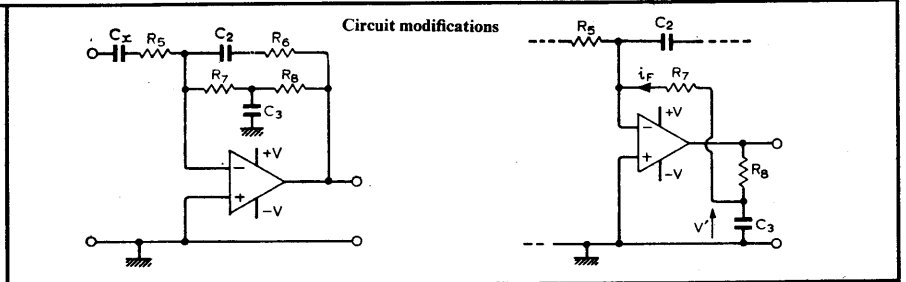 Circuit modifications
Cx R5 C2 R6
R7 R8
C3
+V
−
+
−V
R5 C2
iF R7
+V
−
+
−V
R8
V' C3